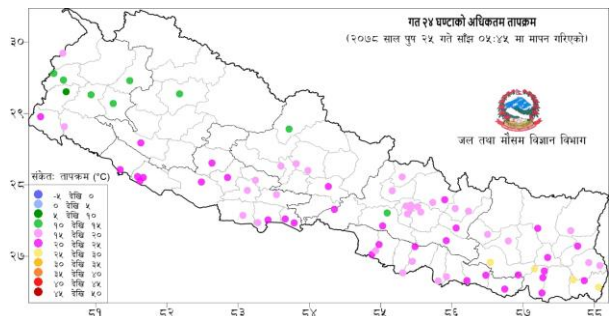 गत २४ घण्टाको अधिकतम तापक्रम
(२०७८ साल पुष २५ गते साँझ ०५:४५ मा मापन गरिएको)
जल तथा मौसम विज्ञान विभाग
३०
२९
२८
२७
संकेतः तापक्रम (°C)
-५ देखि ०
० देखि ५
५ देखि १०
१० देखि १५
१५ देखि २०
२० देखि २५
२५ देखि ३०
३० देखि ३५
३५ देखि ४०
४० देखि ४५
४५ देखि ५०
८१ ८२ ८३ ८४ ८५ ८६ ८७ ८८